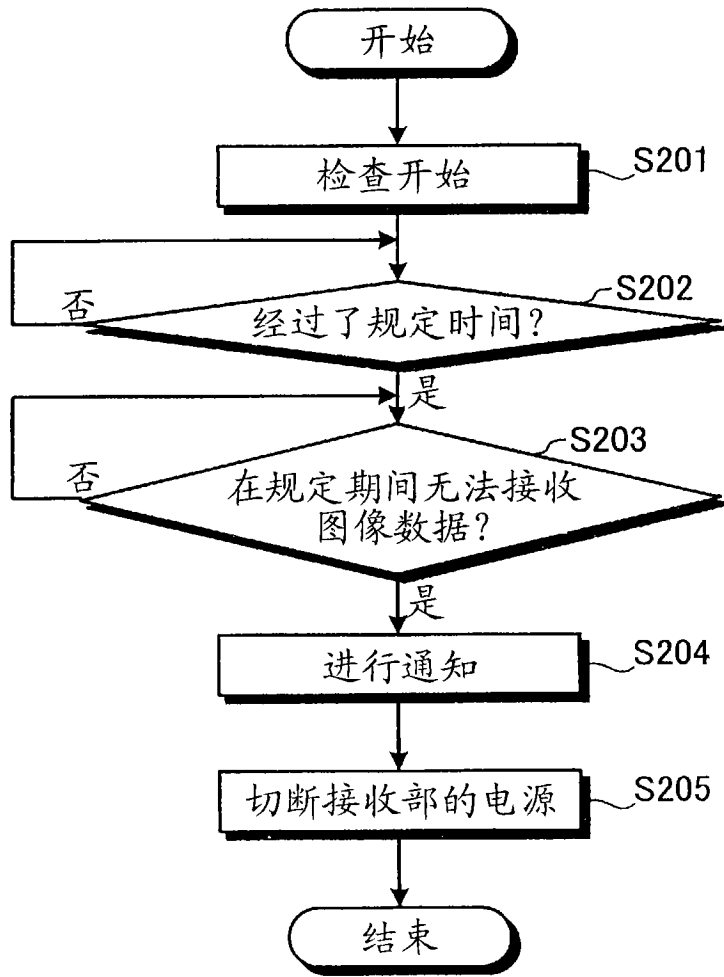 开始
检查开始
S201
S202
否
经过了规定时间?
是
S203
否
在规定期间无法接收
图像数据?
是
进行通知
S204
切断接收部的电源
S205
结束